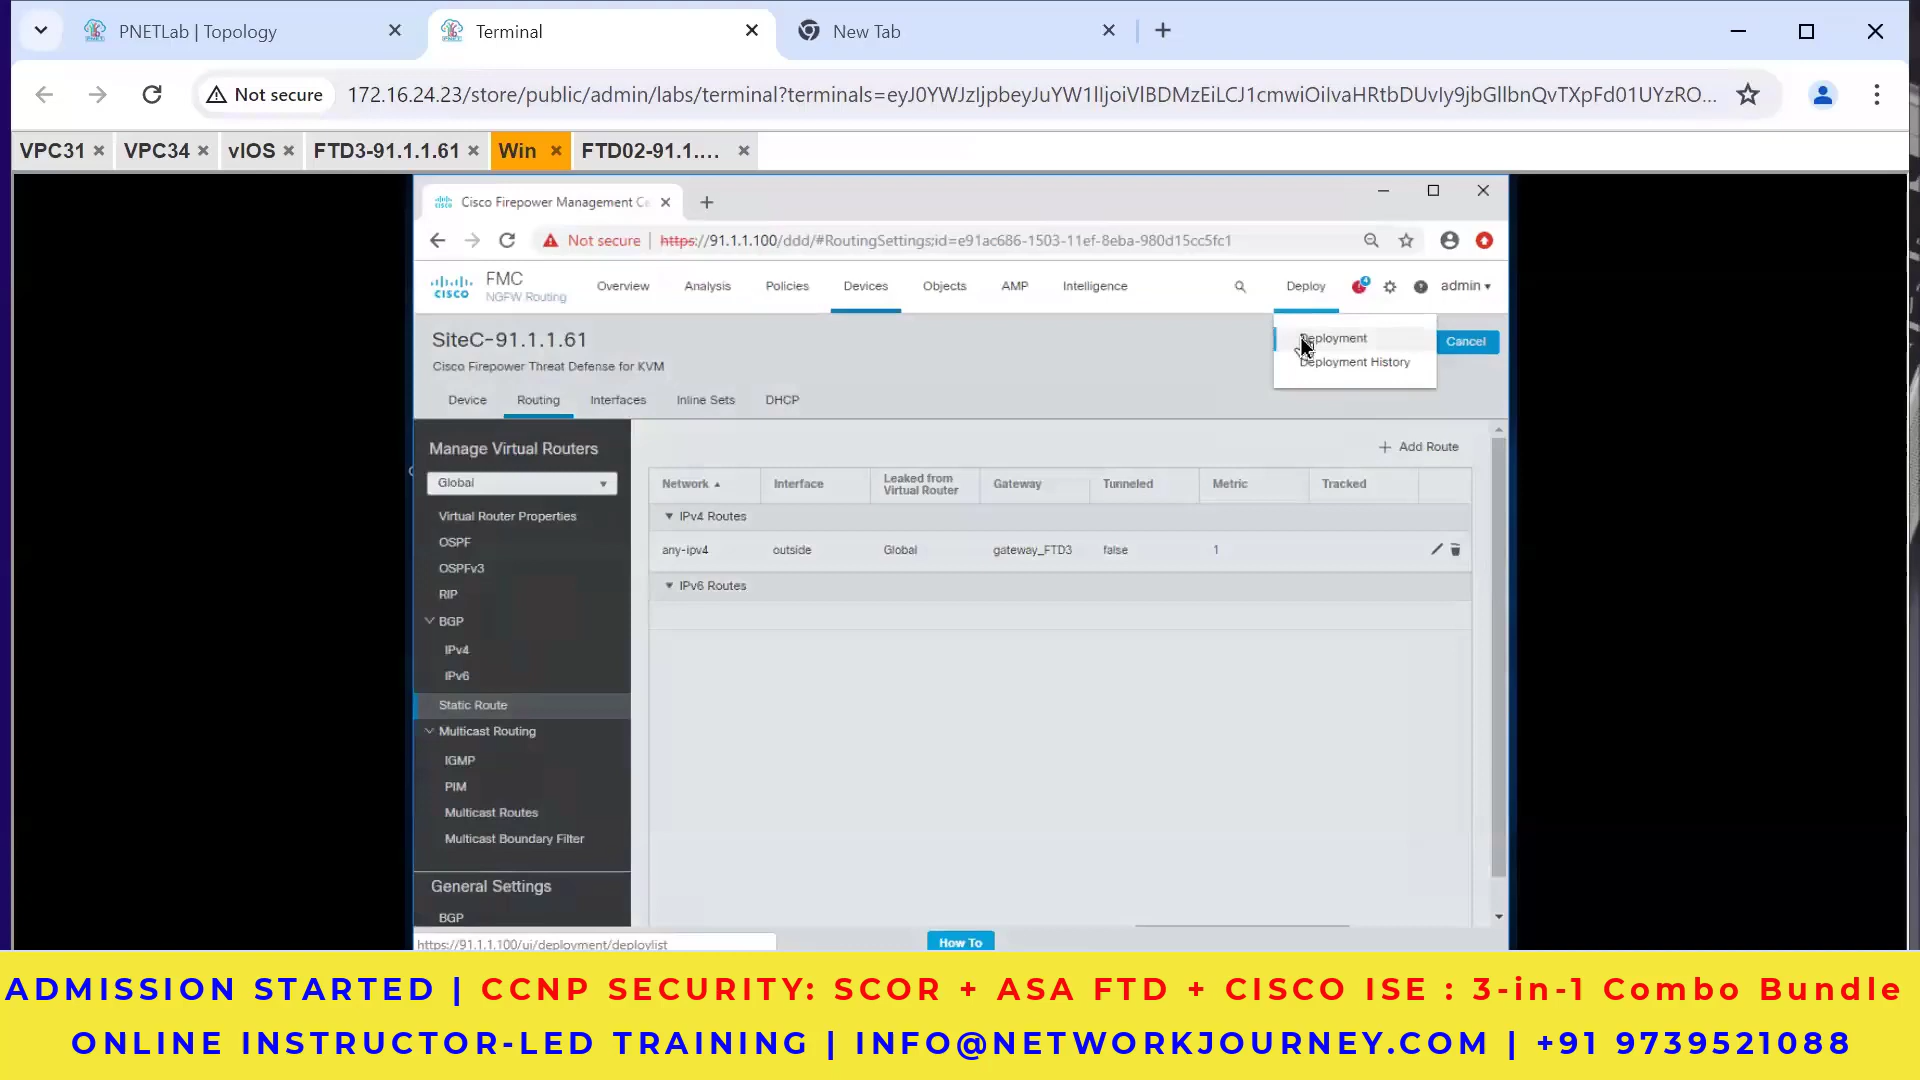 PNETLab | Topology
Terminal
New Tab
Not secure
172.16.24.23/store/public/admin/labs/terminal?terminals=
VPC31
VPC34
vIOS
FTD3-91.1.1.61
Win
FTD02-91.1....
Cisco Firepower Management Ce
Not secure
https://91.1.1.100/ddd/#RoutingSettings;id=e91ac686-1503-11ef-8eba-980d15cc5fc1
CISCO
FMC
NGFW Routing
Overview
Analysis
Policies
Devices
Objects
AMP
Intelligence
Deploy
4
admin
SiteC-91.1.1.61
Cisco Firepower Threat Defense for KVM
Deployment
Deployment History
Cancel
Device
Routing
Interfaces
Inline Sets
DHCP
Manage Virtual Routers
Global
Virtual Router Properties
OSPF
OSPFv3
RIP
BGP
IPv4
IPv6
Static Route
Multicast Routing
IGMP
PIM
Multicast Routes
Multicast Boundary Filter
General Settings
BGP
+ Add Route
Network Interface Leaked from Virtual Router Gateway Tunneled Metric Tracked
IPv4 Routes
any-ipv4 outside Global gateway_FTD3 false 1
IPv6 Routes
https://91.1.1.100/ui/deployment/deploylist
How To
ADMISSION STARTED | CCNP SECURITY: SCOR + ASA FTD + CISCO ISE : 3-in-1 Combo Bundle
ONLINE INSTRUCTOR-LED TRAINING | INFO@NETWORKJOURNEY.COM | +91 9739521088